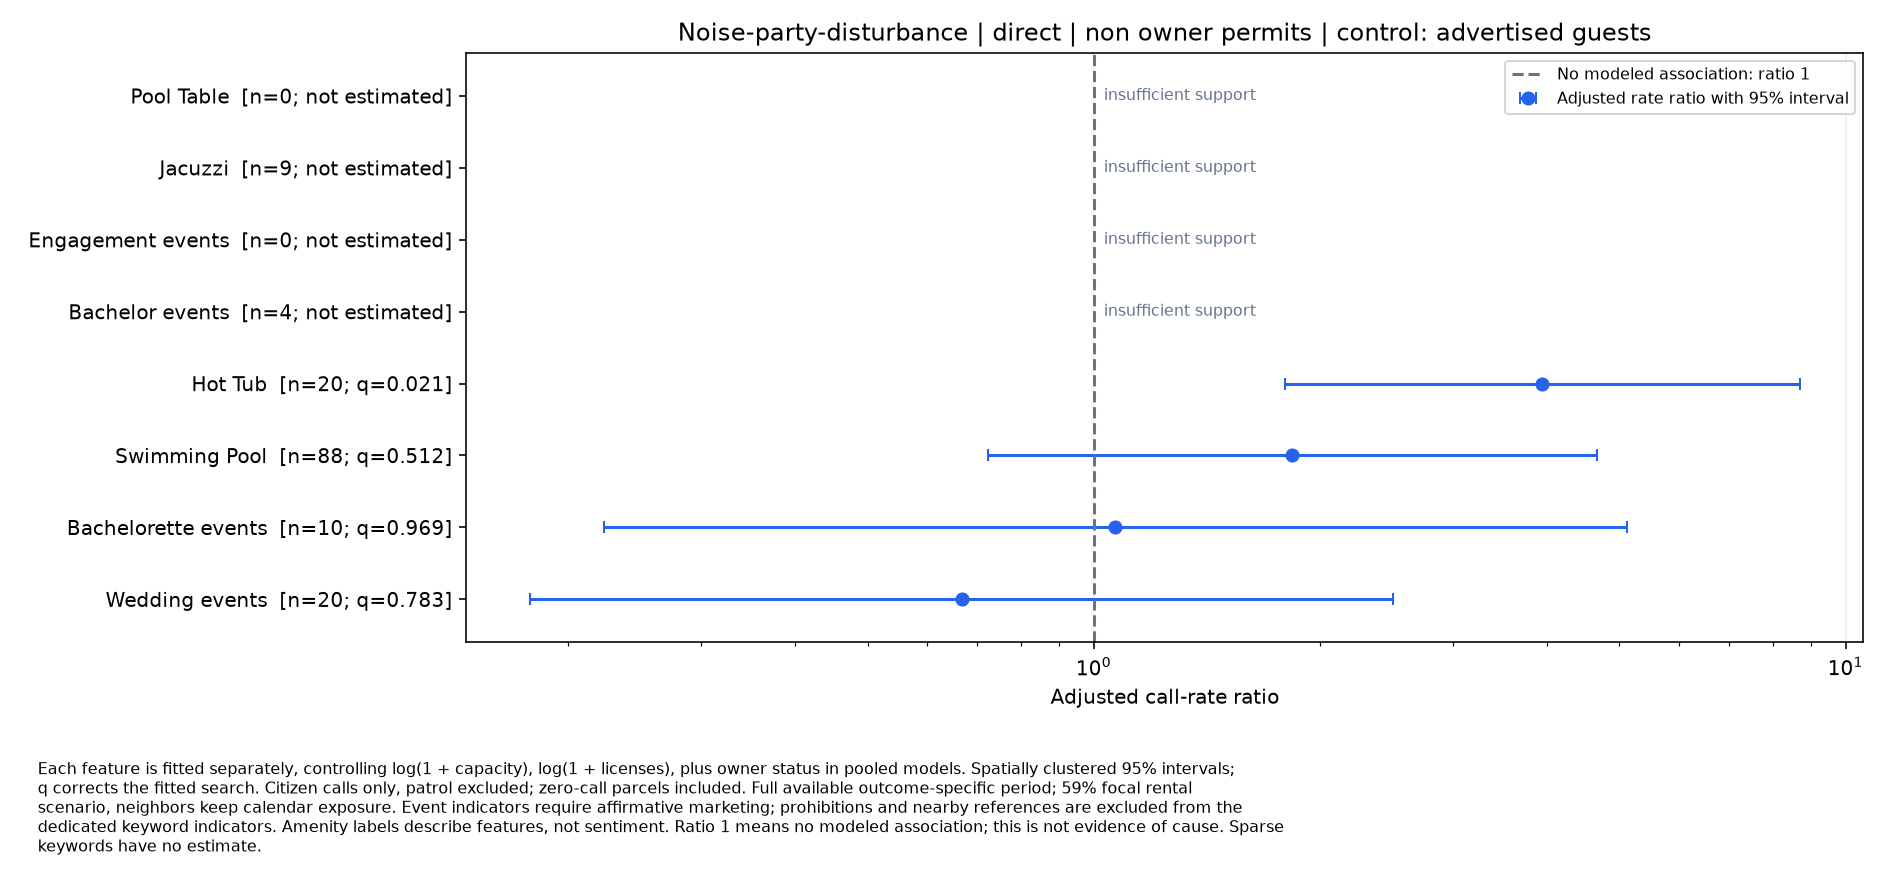 Noise-party-disturbance | direct | non owner permits | control: advertised guests
No modeled association: ratio 1
Adjusted rate ratio with 95% interval
Pool Table [n=0; not estimated]
insufficient support
Jacuzzi [n=9; not estimated]
insufficient support
Engagement events [n=0; not estimated]
insufficient support
Bachelor events [n=4; not estimated]
insufficient support
Hot Tub [n=20; q=0.021]
Swimming Pool [n=88; q=0.512]
Bachelorette events [n=10; q=0.969]
Wedding events [n=20; q=0.783]
10⁰
10¹
Adjusted call-rate ratio
Each feature is fitted separately, controlling log(1 + capacity), log(1 + licenses), plus owner status in pooled models. Spatially clustered 95% intervals;
q corrects the fitted search. Citizen calls only, patrol excluded; zero-call parcels included. Full available outcome-specific period; 59% focal rental
scenario, neighbors keep calendar exposure. Event indicators require affirmative marketing; prohibitions and nearby references are excluded from the
dedicated keyword indicators. Amenity labels describe features, not sentiment. Ratio 1 means no modeled association; this is not evidence of cause. Sparse
keywords have no estimate.